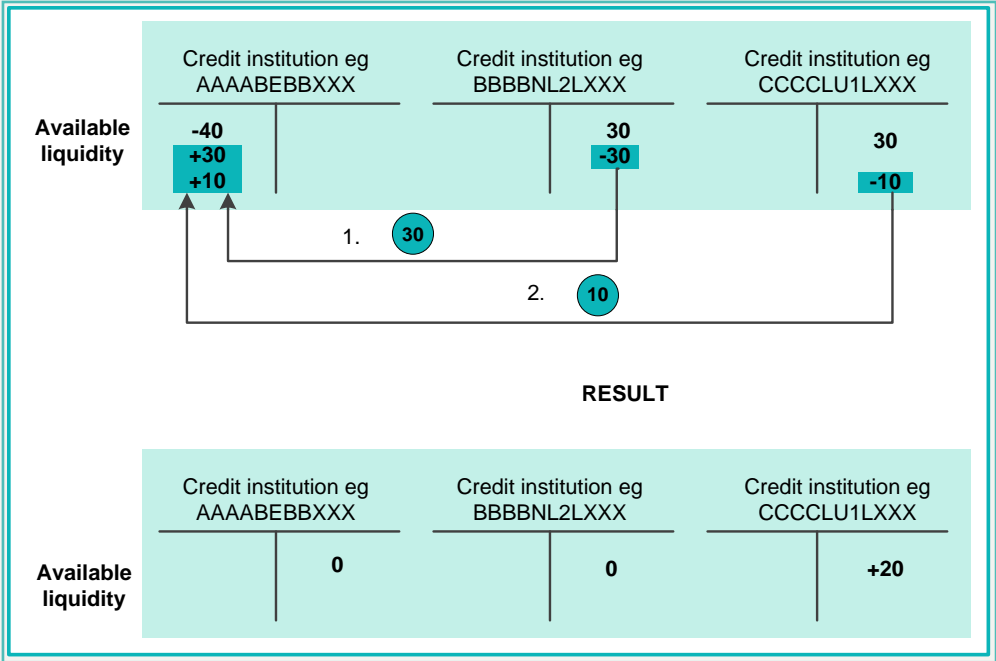 Credit institution eg
AAAABEBBXXX
Credit institution eg
BBBBNL2LXXX
Credit institution eg
CCCCLU1LXXX
Available
liquidity
-40
+30
+10
30
-30
30
-10
1.
30
2.
10
RESULT
Credit institution eg
AAAABEBBXXX
Credit institution eg
BBBBNL2LXXX
Credit institution eg
CCCCLU1LXXX
Available
liquidity
0
0
+20